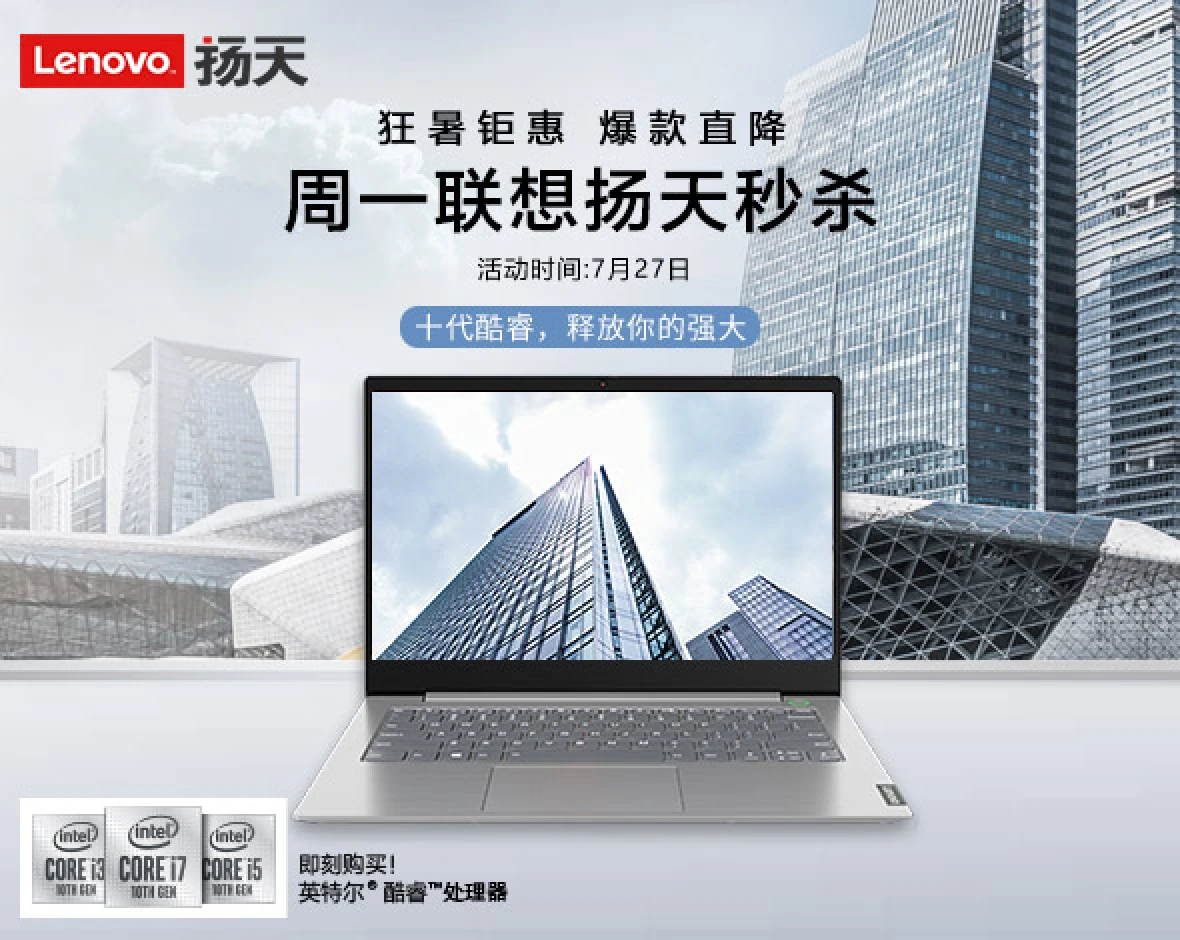 Lenovo 扬天
狂暑钜惠 爆款直降
周一联想扬天秒杀
活动时间:7月27日
十代酷睿，释放你的强大
intel CORE i3 10TH GEN
intel CORE i7 10TH GEN
intel CORE i5 10TH GEN
即刻购买!
英特尔® 酷睿™处理器